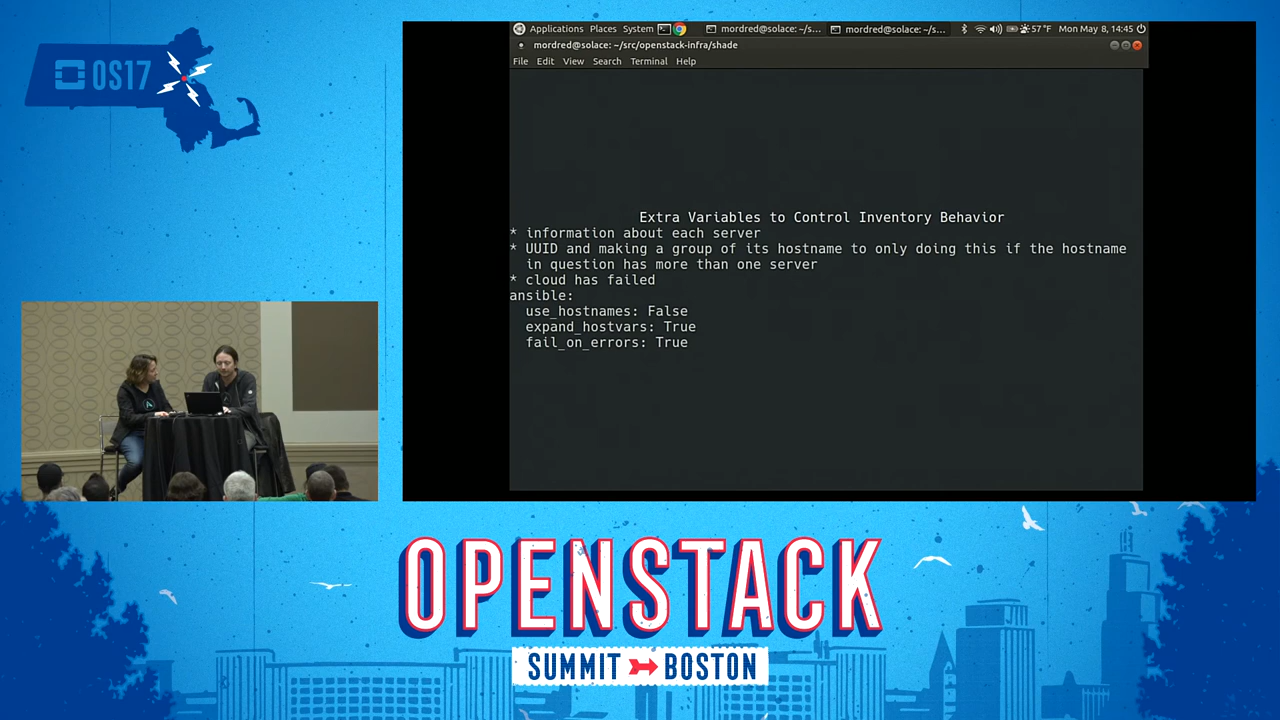 OS17
Applications Places System mordred@solace: ~/s... mordred@solace: ~/s... 57 °F Mon May 8, 14:45
mordred@solace: ~/src/openstack-infra/shade
File Edit View Search Terminal Help
Extra Variables to Control Inventory Behavior
* information about each server
* UUID and making a group of its hostname to only doing this if the hostname
in question has more than one server
* cloud has failed
ansible:
use_hostnames: False
expand_hostvars: True
fail_on_errors: True
OPENSTACK
SUMMIT BOSTON